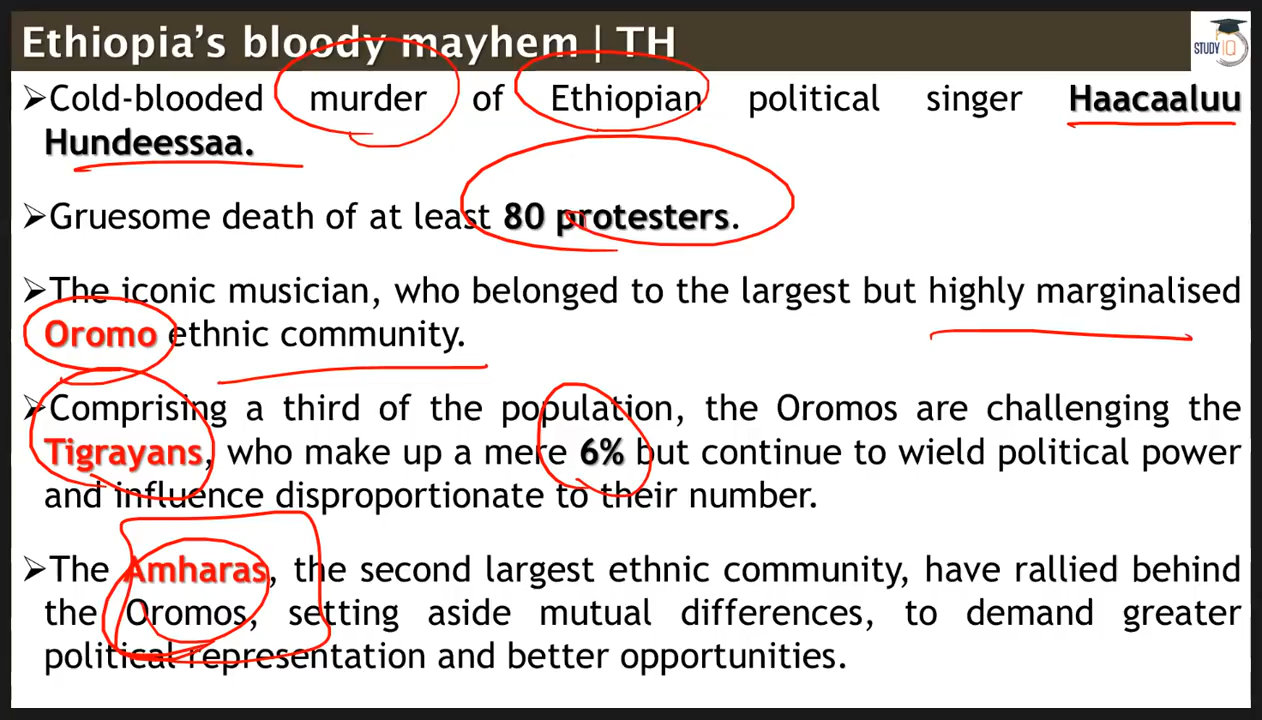 Ethiopia's bloody mayhem | TH
STUDY IQ
➢Cold-blooded murder of Ethiopian political singer Haacaaluu
Hundeessaa.
➢Gruesome death of at least 80 protesters.
➢The iconic musician, who belonged to the largest but highly marginalised
Oromo ethnic community.
➢Comprising a third of the population, the Oromos are challenging the
Tigrayans, who make up a mere 6% but continue to wield political power
and influence disproportionate to their number.
➢The Amharas, the second largest ethnic community, have rallied behind
the Oromos, setting aside mutual differences, to demand greater
political representation and better opportunities.